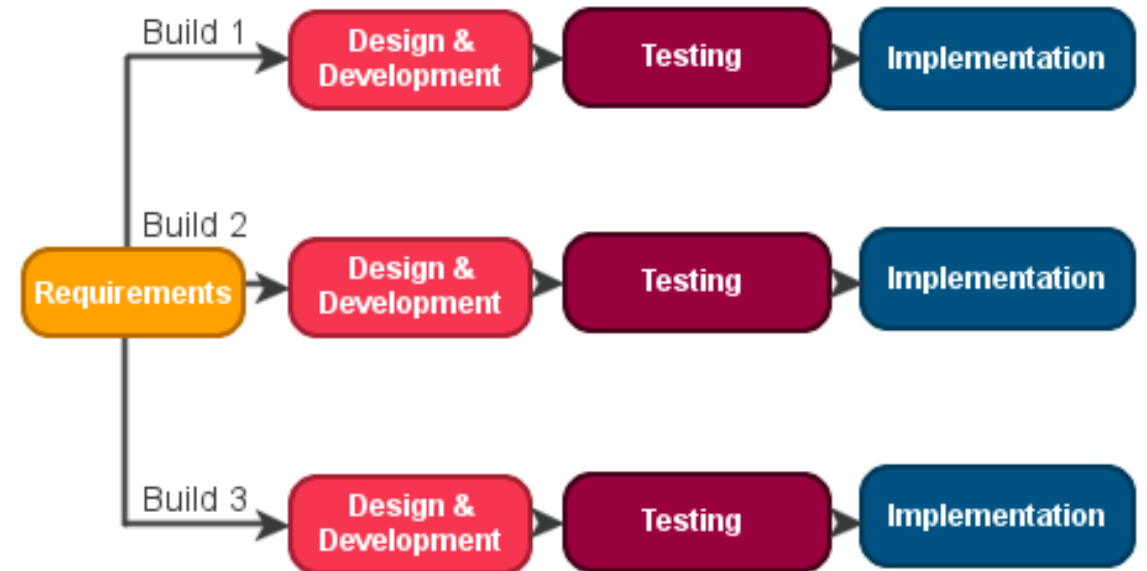 Build 1
Design &
Development
Testing
Implementation
Build 2
Requirements
Design &
Development
Testing
Implementation
Build 3
Design &
Development
Testing
Implementation